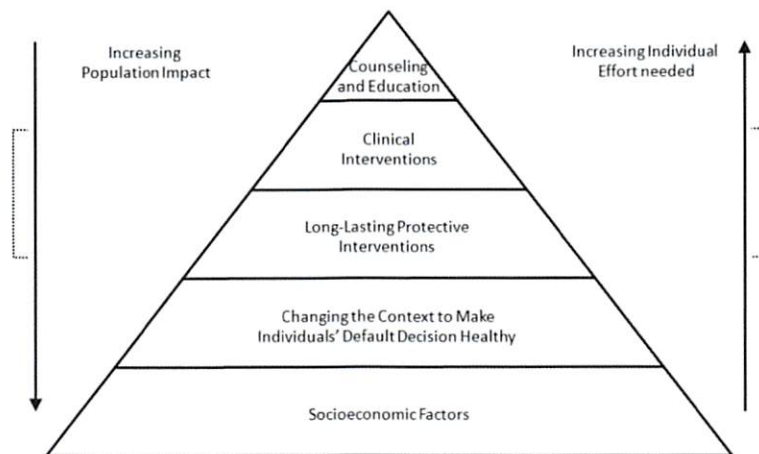 Increasing
Population Impact
Increasing Individual
Effort needed
Counseling
and Education
Clinical
Interventions
Long-Lasting Protective
Interventions
Changing the Context to Make
Individuals' Default Decision Healthy
Socioeconomic Factors